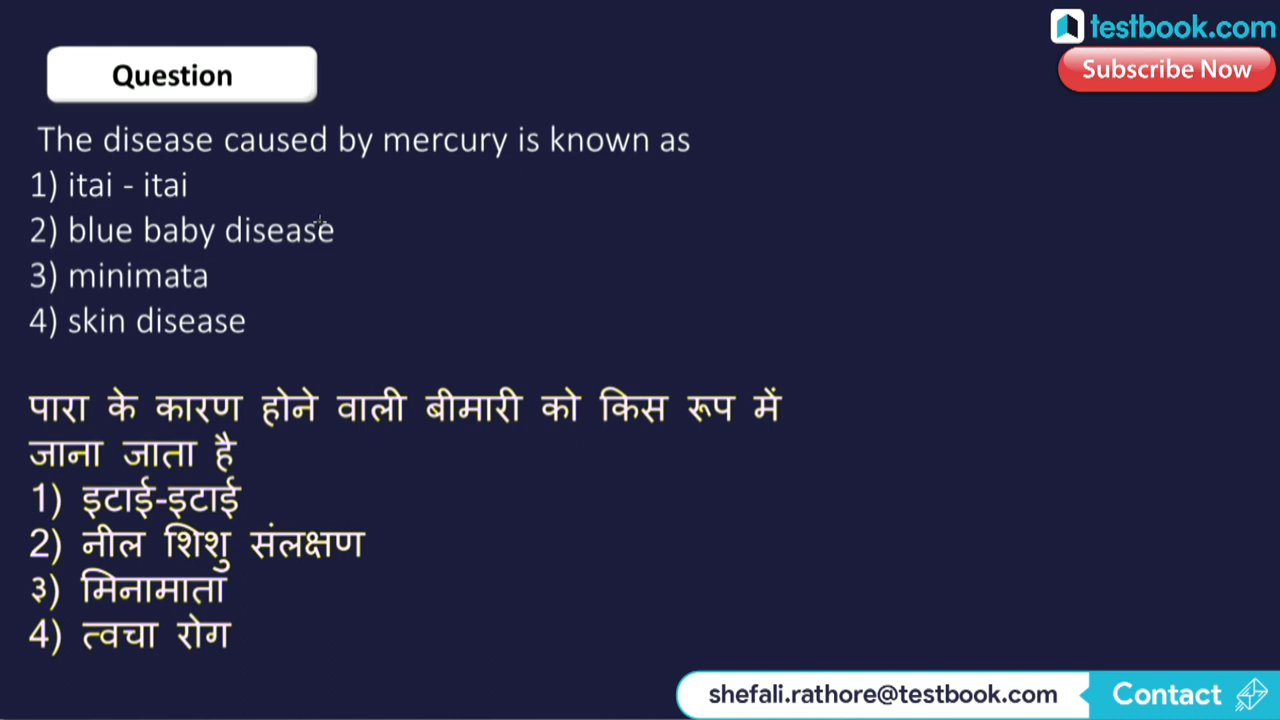 testbook.com
Subscribe Now
Question
The disease caused by mercury is known as
1) itai - itai
2) blue baby disease
3) minimata
4) skin disease
पारा के कारण होने वाली बीमारी को किस रूप में
जाना जाता है
1) इटाई-इटाई
2) नील शिशु संलक्षण
३) मिनामाता
4) त्वचा रोग
shefali.rathore@testbook.com
Contact